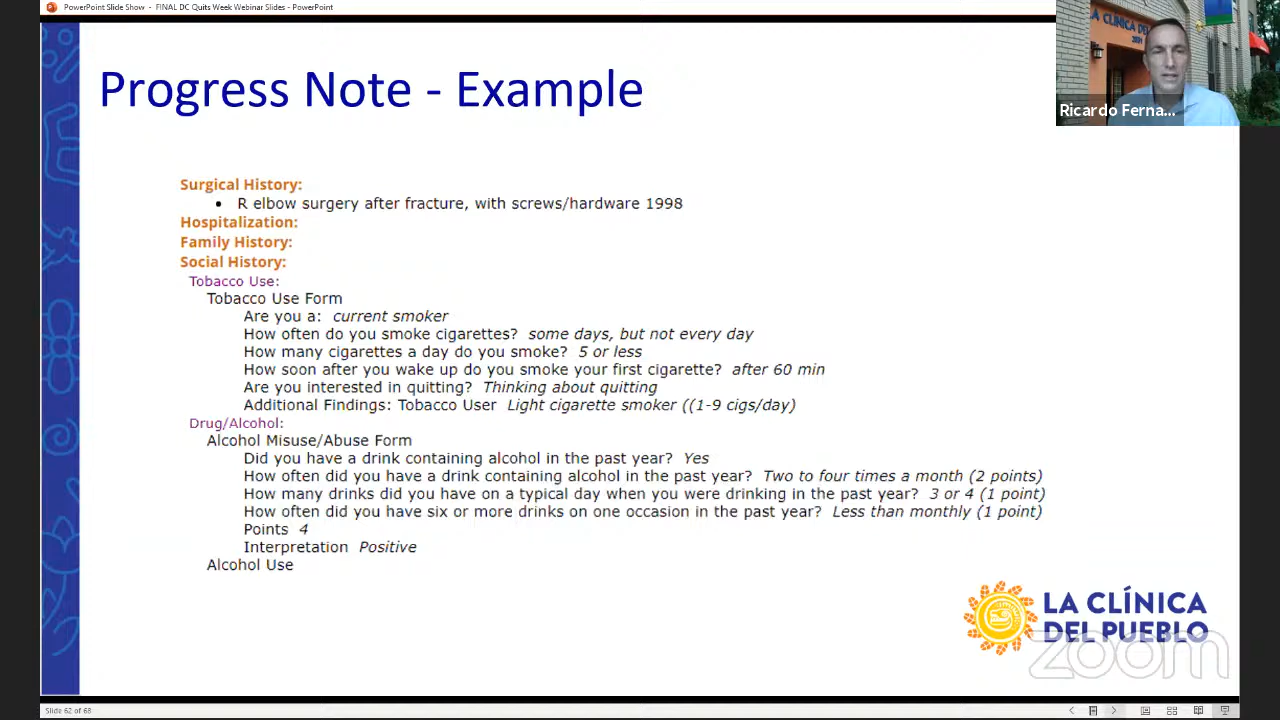 PowerPoint Slide Show - FINAL DC Quits Week Webinar Slides - PowerPoint
LA CLÍNICA DEL
2831
Ricardo Ferna...
Progress Note - Example
Surgical History:
• R elbow surgery after fracture, with screws/hardware 1998
Hospitalization:
Family History:
Social History:
Tobacco Use:
Tobacco Use Form
Are you a: current smoker
How often do you smoke cigarettes? some days, but not every day
How many cigarettes a day do you smoke? 5 or less
How soon after you wake up do you smoke your first cigarette? after 60 min
Are you interested in quitting? Thinking about quitting
Additional Findings: Tobacco User Light cigarette smoker ((1-9 cigs/day)
Drug/Alcohol:
Alcohol Misuse/Abuse Form
Did you have a drink containing alcohol in the past year? Yes
How often did you have a drink containing alcohol in the past year? Two to four times a month (2 points)
How many drinks did you have on a typical day when you were drinking in the past year? 3 or 4 (1 point)
How often did you have six or more drinks on one occasion in the past year? Less than monthly (1 point)
Points 4
Interpretation Positive
Alcohol Use
LA CLÍNICA
DEL PUEBLO
zoom
Slide 62 of 68